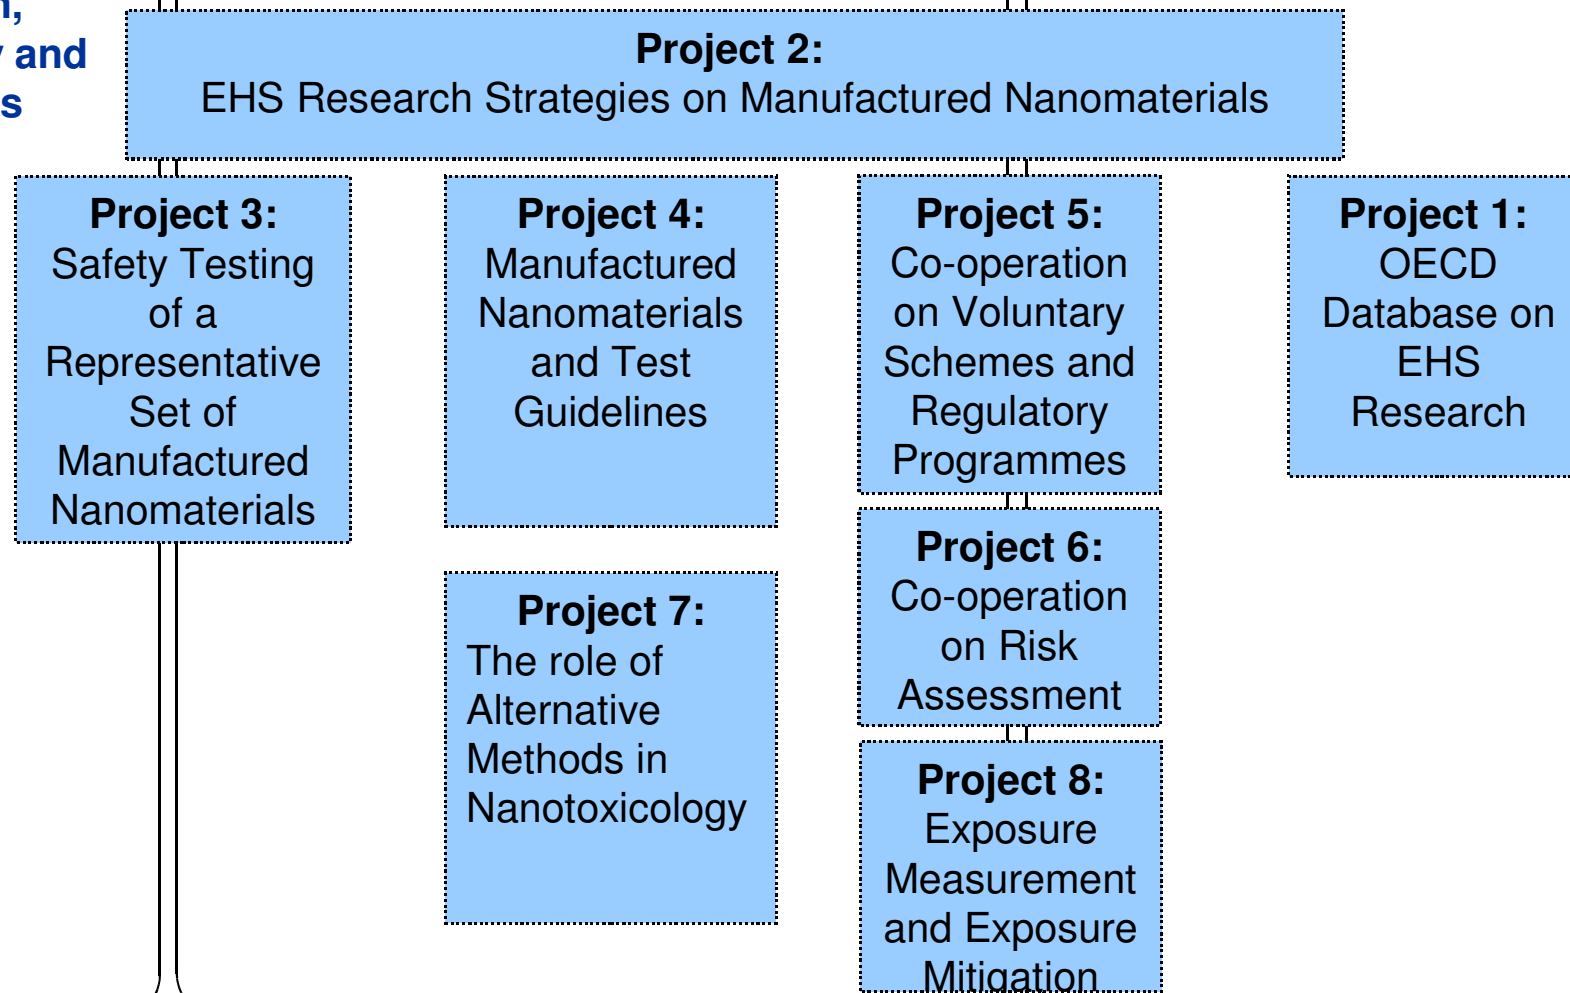 and
Project 2:
EHS Research Strategies on Manufactured Nanomaterials
Project 3:
Safety Testing
of a
Representative
Set of
Manufactured
Nanomaterials
Project 4:
Manufactured
Nanomaterials
and Test
Guidelines
Project 5:
Co-operation
on Voluntary
Schemes and
Regulatory
Programmes
Project 1:
OECD
Database on
EHS
Research
Project 7:
The role of
Alternative
Methods in
Nanotoxicology
Project 6:
Co-operation
on Risk
Assessment
Project 8:
Exposure
Measurement
and Exposure
Mitigation